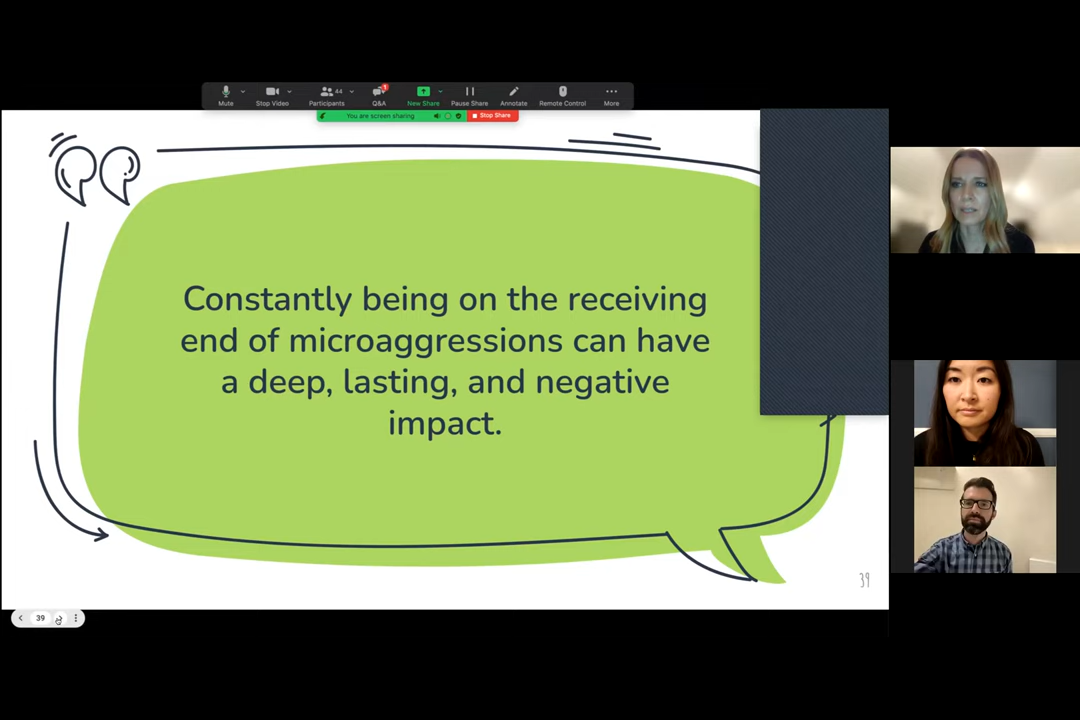 Mute
Stop Video
Participants
44
Q&A
1
New Share
Pause Share
Annotate
Remote Control
More
You are screen sharing
Stop Share
Constantly being on the receiving
end of microaggressions can have
a deep, lasting, and negative
impact.
39
39